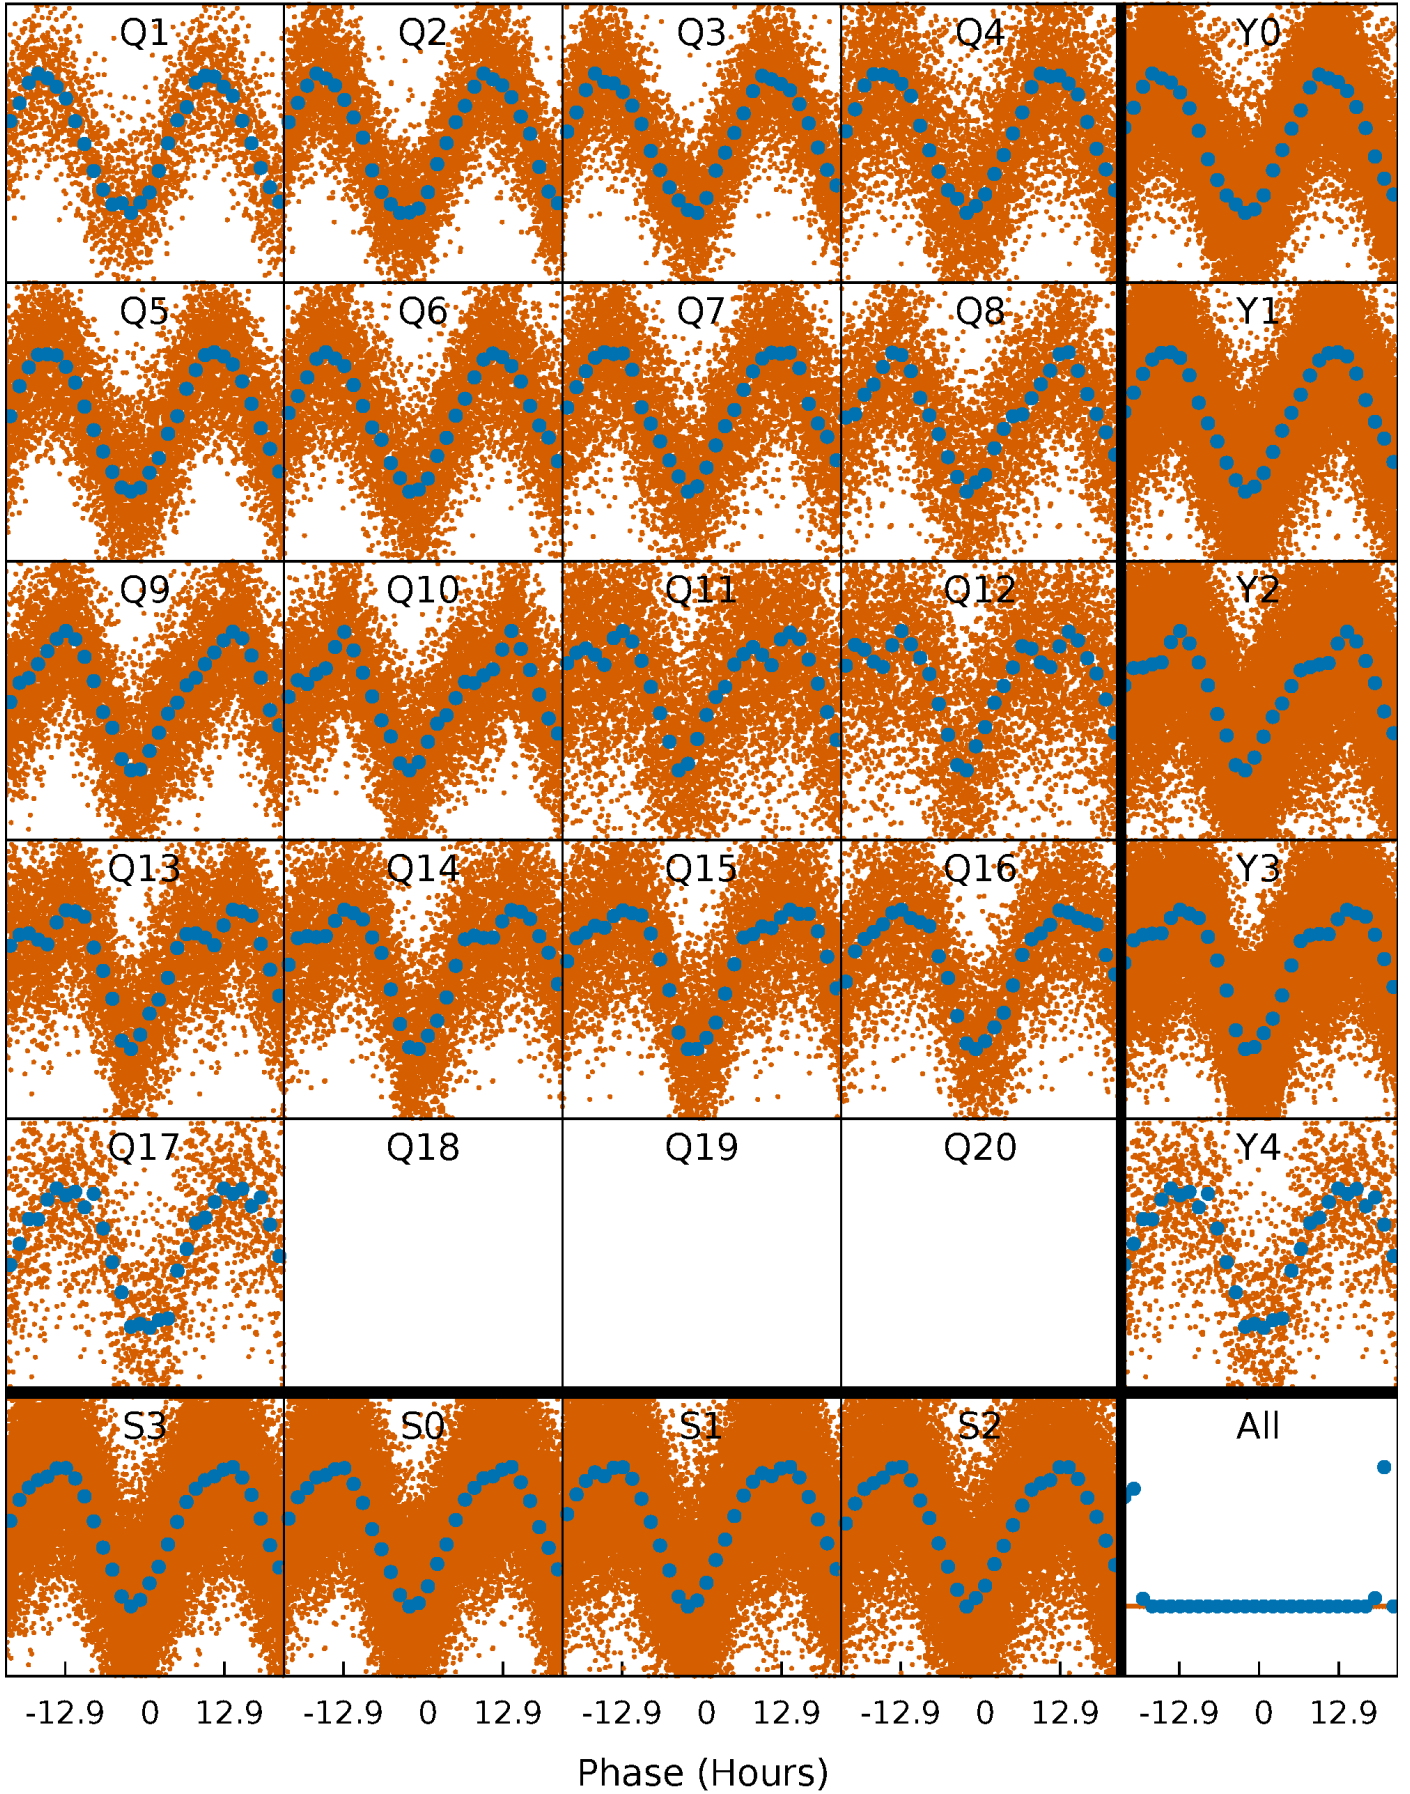 Q1 Q2 Q3 Q4 Y0
Q5 Q6 Q7 Q8 Y1
Q9 Q10 Q11 Q12 Y2
Q13 Q14 Q15 Q16 Y3
Q17 Q18 Q19 Q20 Y4
S3 S0 S1 S2 All
-12.9 0 12.9 -12.9 0 12.9 -12.9 0 12.9 -12.9 0 12.9 -12.9 0 12.9
Phase (Hours)